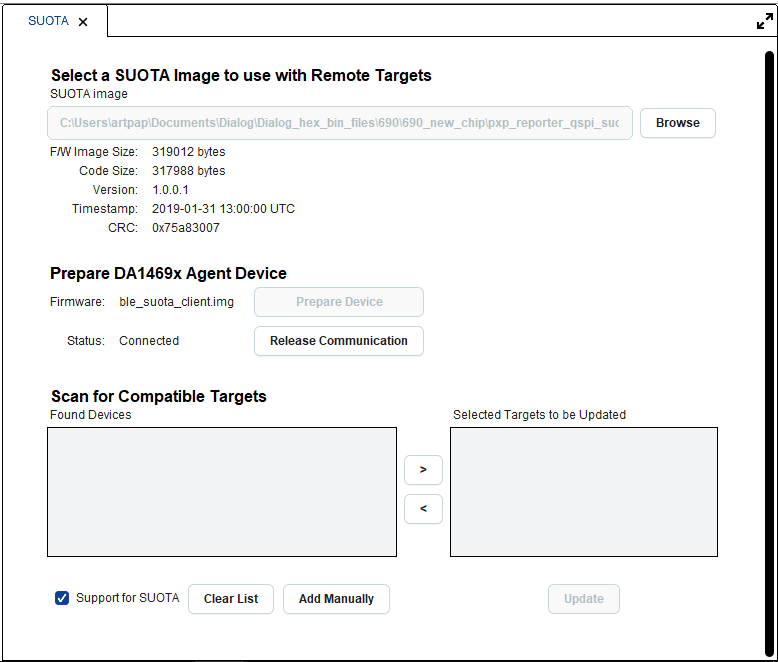 SUOTA
Select a SUOTA Image to use with Remote Targets
SUOTA image
C:\Users\artpap\Documents\Dialog\Dialog_hex_bin_files\690\690_new_chip\pxp_reporter_qspi_suo
Browse
F/W Image Size: 319012 bytes
Code Size: 317988 bytes
Version: 1.0.0.1
Timestamp: 2019-01-31 13:00:00 UTC
CRC: 0x75a83007
Prepare DA1469x Agent Device
Firmware: ble_suota_client.img Prepare Device
Status: Connected Release Communication
Scan for Compatible Targets
Found Devices Selected Targets to be Updated
>
<
Support for SUOTA Clear List Add Manually Update